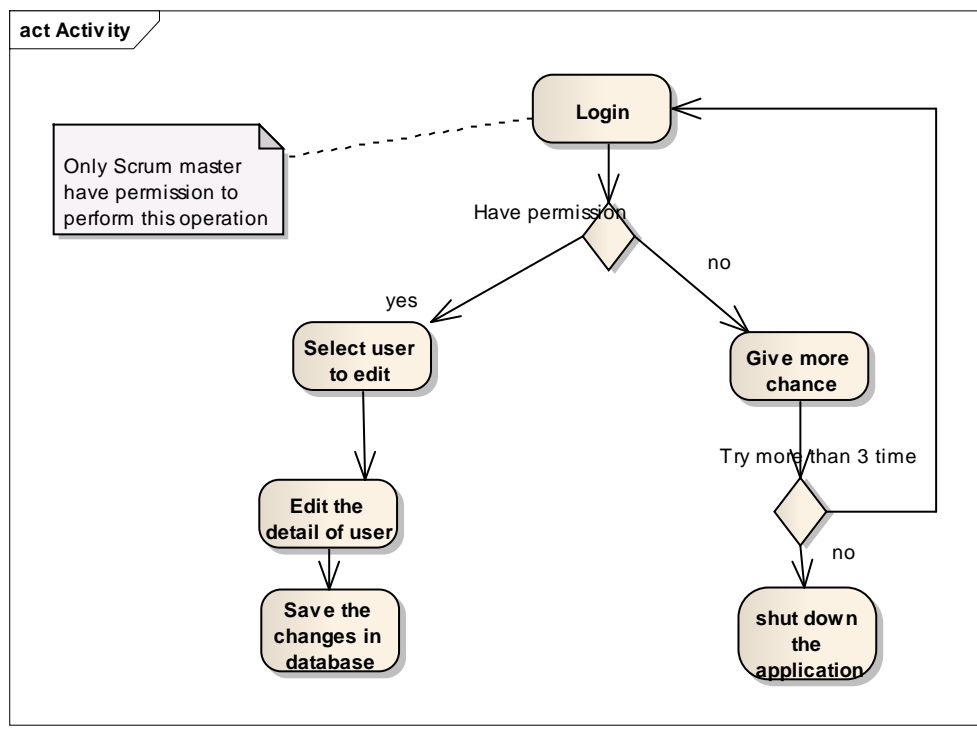 act Activity
Login
Only Scrum master
have permission to
perform this operation
Have permission
no
yes
Select user
to edit
Give more
chance
Try more than 3 time
Edit the
detail of user
no
Save the
changes in
database
shut down
the
application